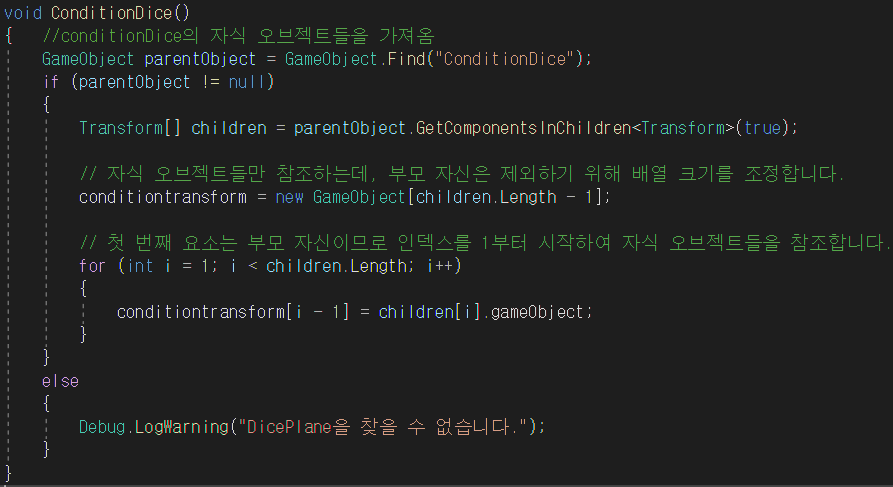 void ConditionDice()
{   //conditionDice의 자식 오브젝트들을 가져옴
    GameObject parentObject = GameObject.Find("ConditionDice");
    if (parentObject != null)
    {
        Transform[] children = parentObject.GetComponentsInChildren<Transform>(true);

        // 자식 오브젝트들만 참조하는데, 부모 자신은 제외하기 위해 배열 크기를 조정합니다.
        conditiontransform = new GameObject[children.Length - 1];

        // 첫 번째 요소는 부모 자신이므로 인덱스를 1부터 시작하여 자식 오브젝트들을 참조합니다.
        for (int i = 1; i < children.Length; i++)
        {
            conditiontransform[i - 1] = children[i].gameObject;
        }
    }
    else
    {
        Debug.LogWarning("DicePlane을 찾을 수 없습니다.");
    }
}